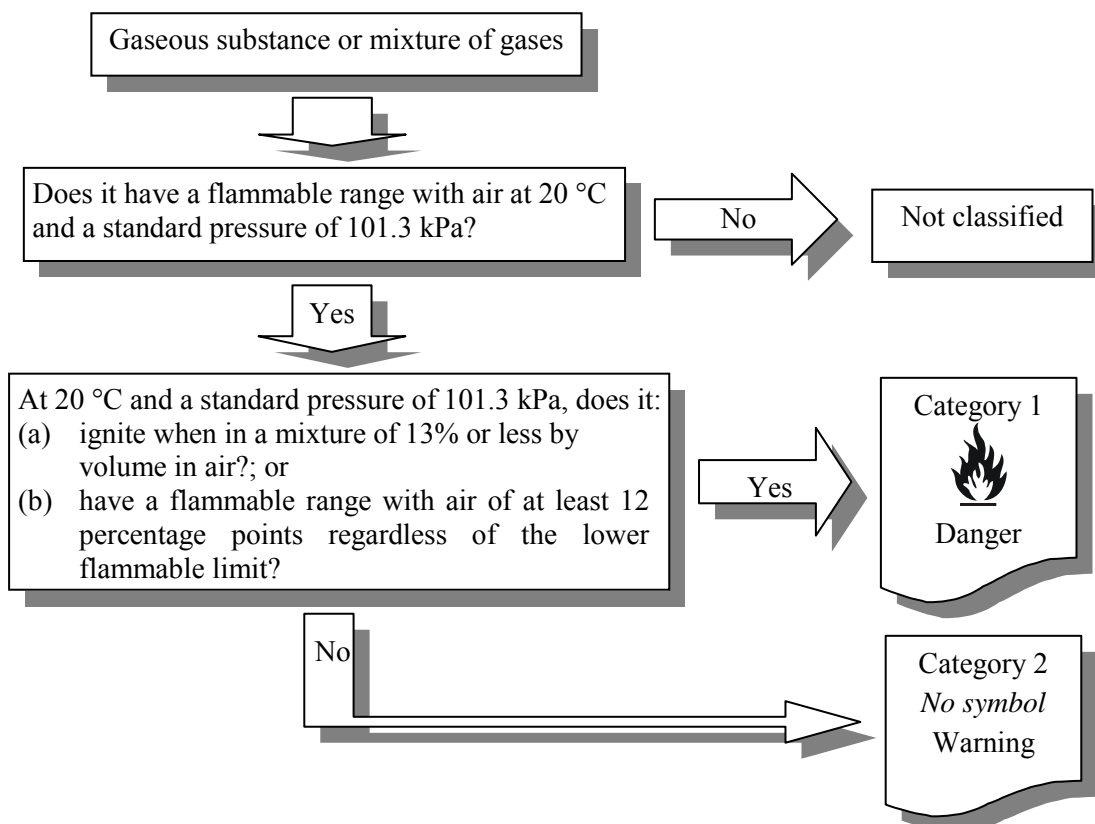 Gaseous substance or mixture of gases
Does it have a flammable range with air at 20 °C
and a standard pressure of 101.3 kPa?
No
Not classified
Yes
At 20 °C and a standard pressure of 101.3 kPa, does it:
(a) ignite when in a mixture of 13% or less by
volume in air?; or
(b) have a flammable range with air of at least 12
percentage points regardless of the lower
flammable limit?
Yes
Category 1
Danger
No
Category 2
No symbol
Warning